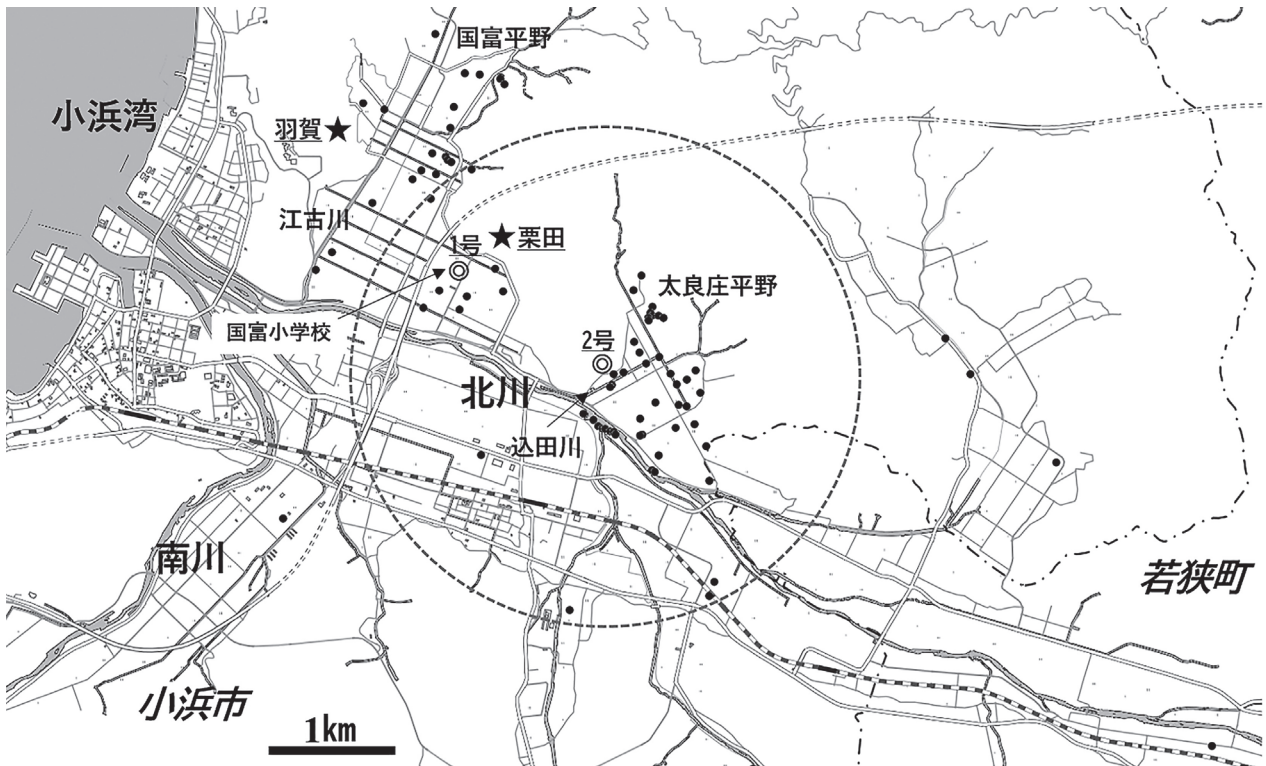 国富平野
小浜湾
羽賀★
江古川
★栗田
1号
太良庄平野
国富小学校
2号
北川
込田川
南川
若狭町
小浜市
1km